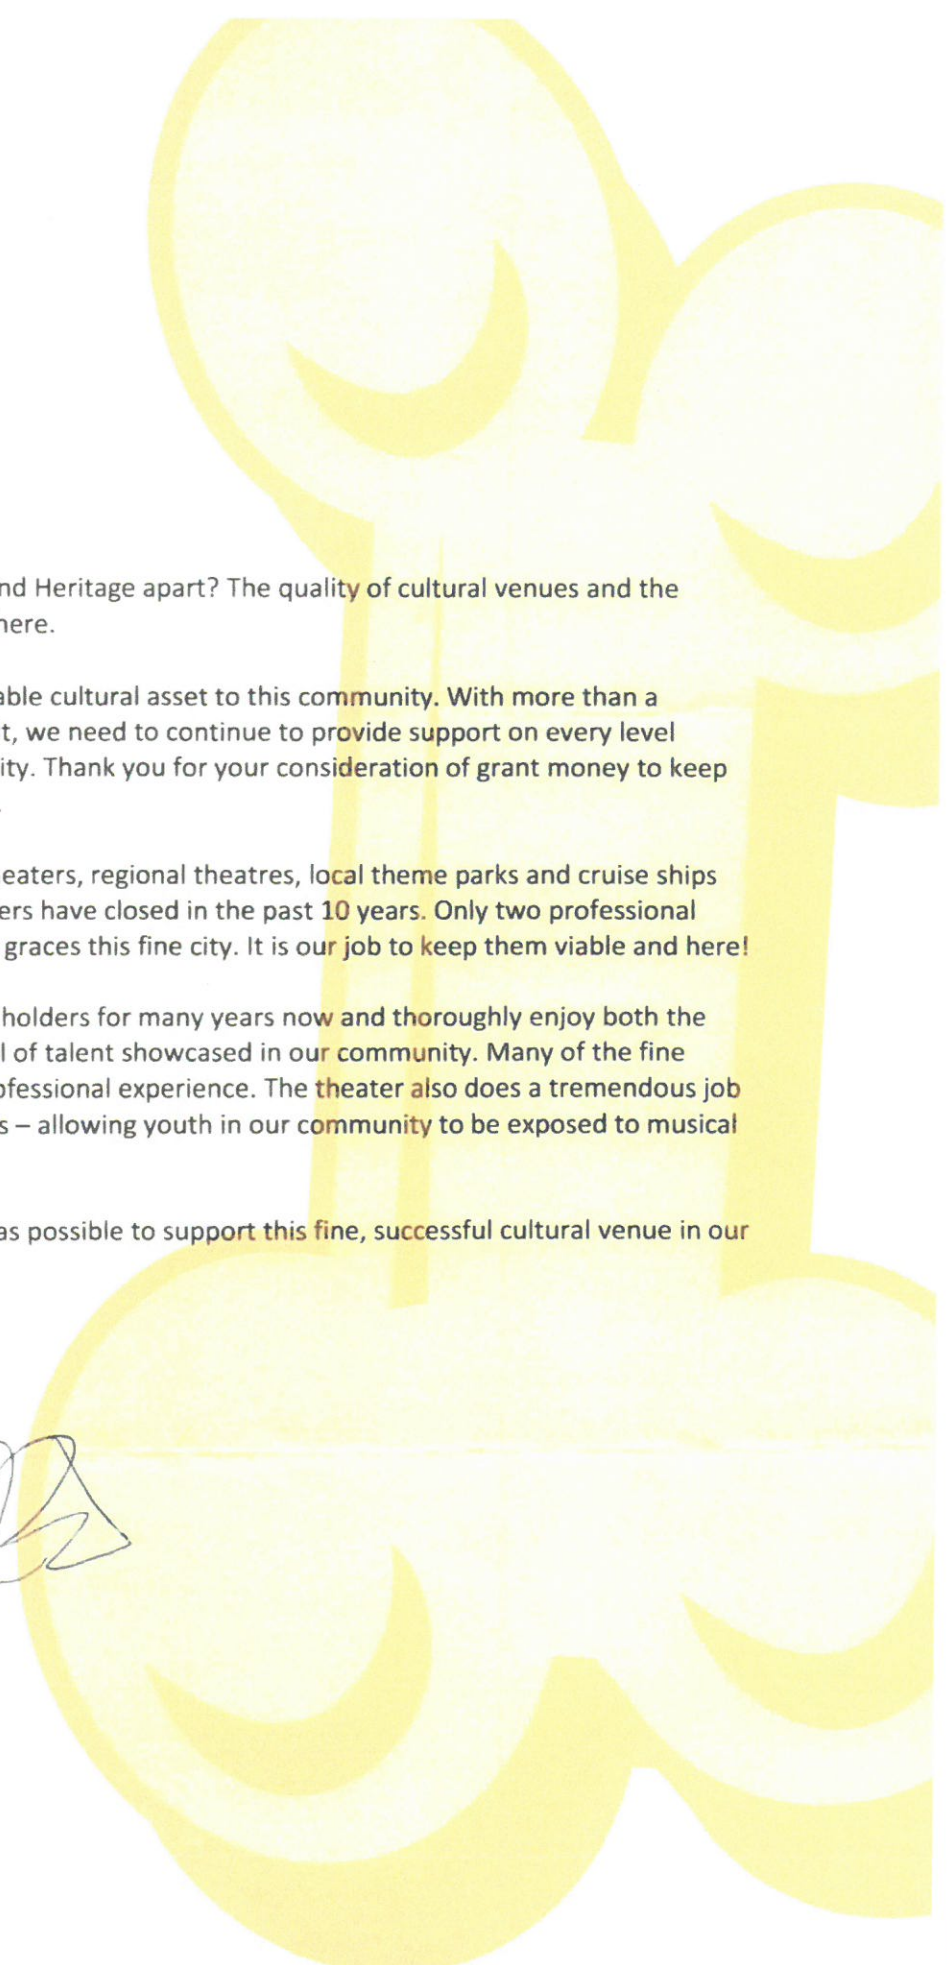 nd Heritage apart? The quality of cultural venues and the
here.
able cultural asset to this community. With more than a
t, we need to continue to provide support on every level
ity. Thank you for your consideration of grant money to keep
.
eaters, regional theatres, local theme parks and cruise ships
ers have closed in the past 10 years. Only two professional
graces this fine city. It is our job to keep them viable and here!
holders for many years now and thoroughly enjoy both the
l of talent showcased in our community. Many of the fine
ofessional experience. The theater also does a tremendous job
s – allowing youth in our community to be exposed to musical
as possible to support this fine, successful cultural venue in our